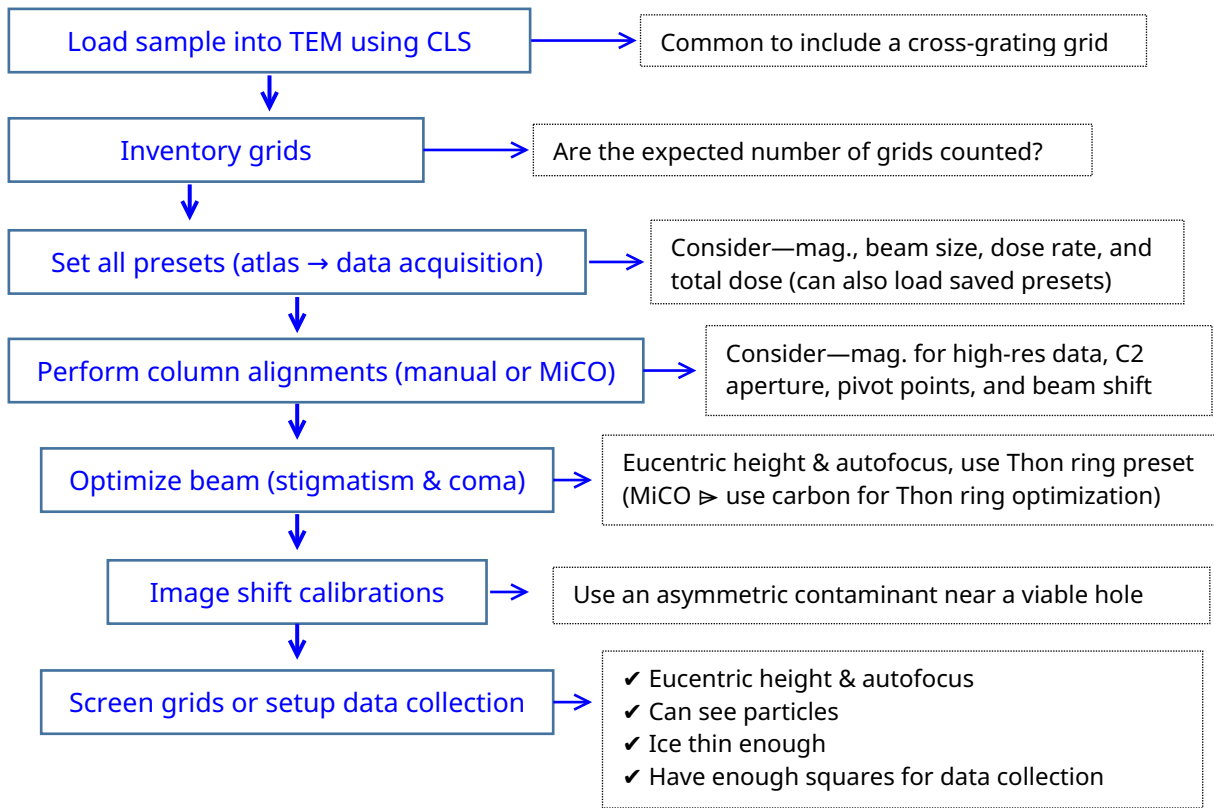 Load sample into TEM using CLS
Common to include a cross-grating grid
Inventory grids
Are the expected number of grids counted?
Set all presets (atlas → data acquisition)
Consider—mag., beam size, dose rate, and
total dose (can also load saved presets)
Perform column alignments (manual or MiCO)
Consider—mag. for high-res data, C2
aperture, pivot points, and beam shift
Optimize beam (stigmatism & coma)
Eucentric height & autofocus, use Thon ring preset
(MiCO ⩥ use carbon for Thon ring optimization)
Image shift calibrations
Use an asymmetric contaminant near a viable hole
Screen grids or setup data collection
✔ Eucentric height & autofocus
✔ Can see particles
✔ Ice thin enough
✔ Have enough squares for data collection